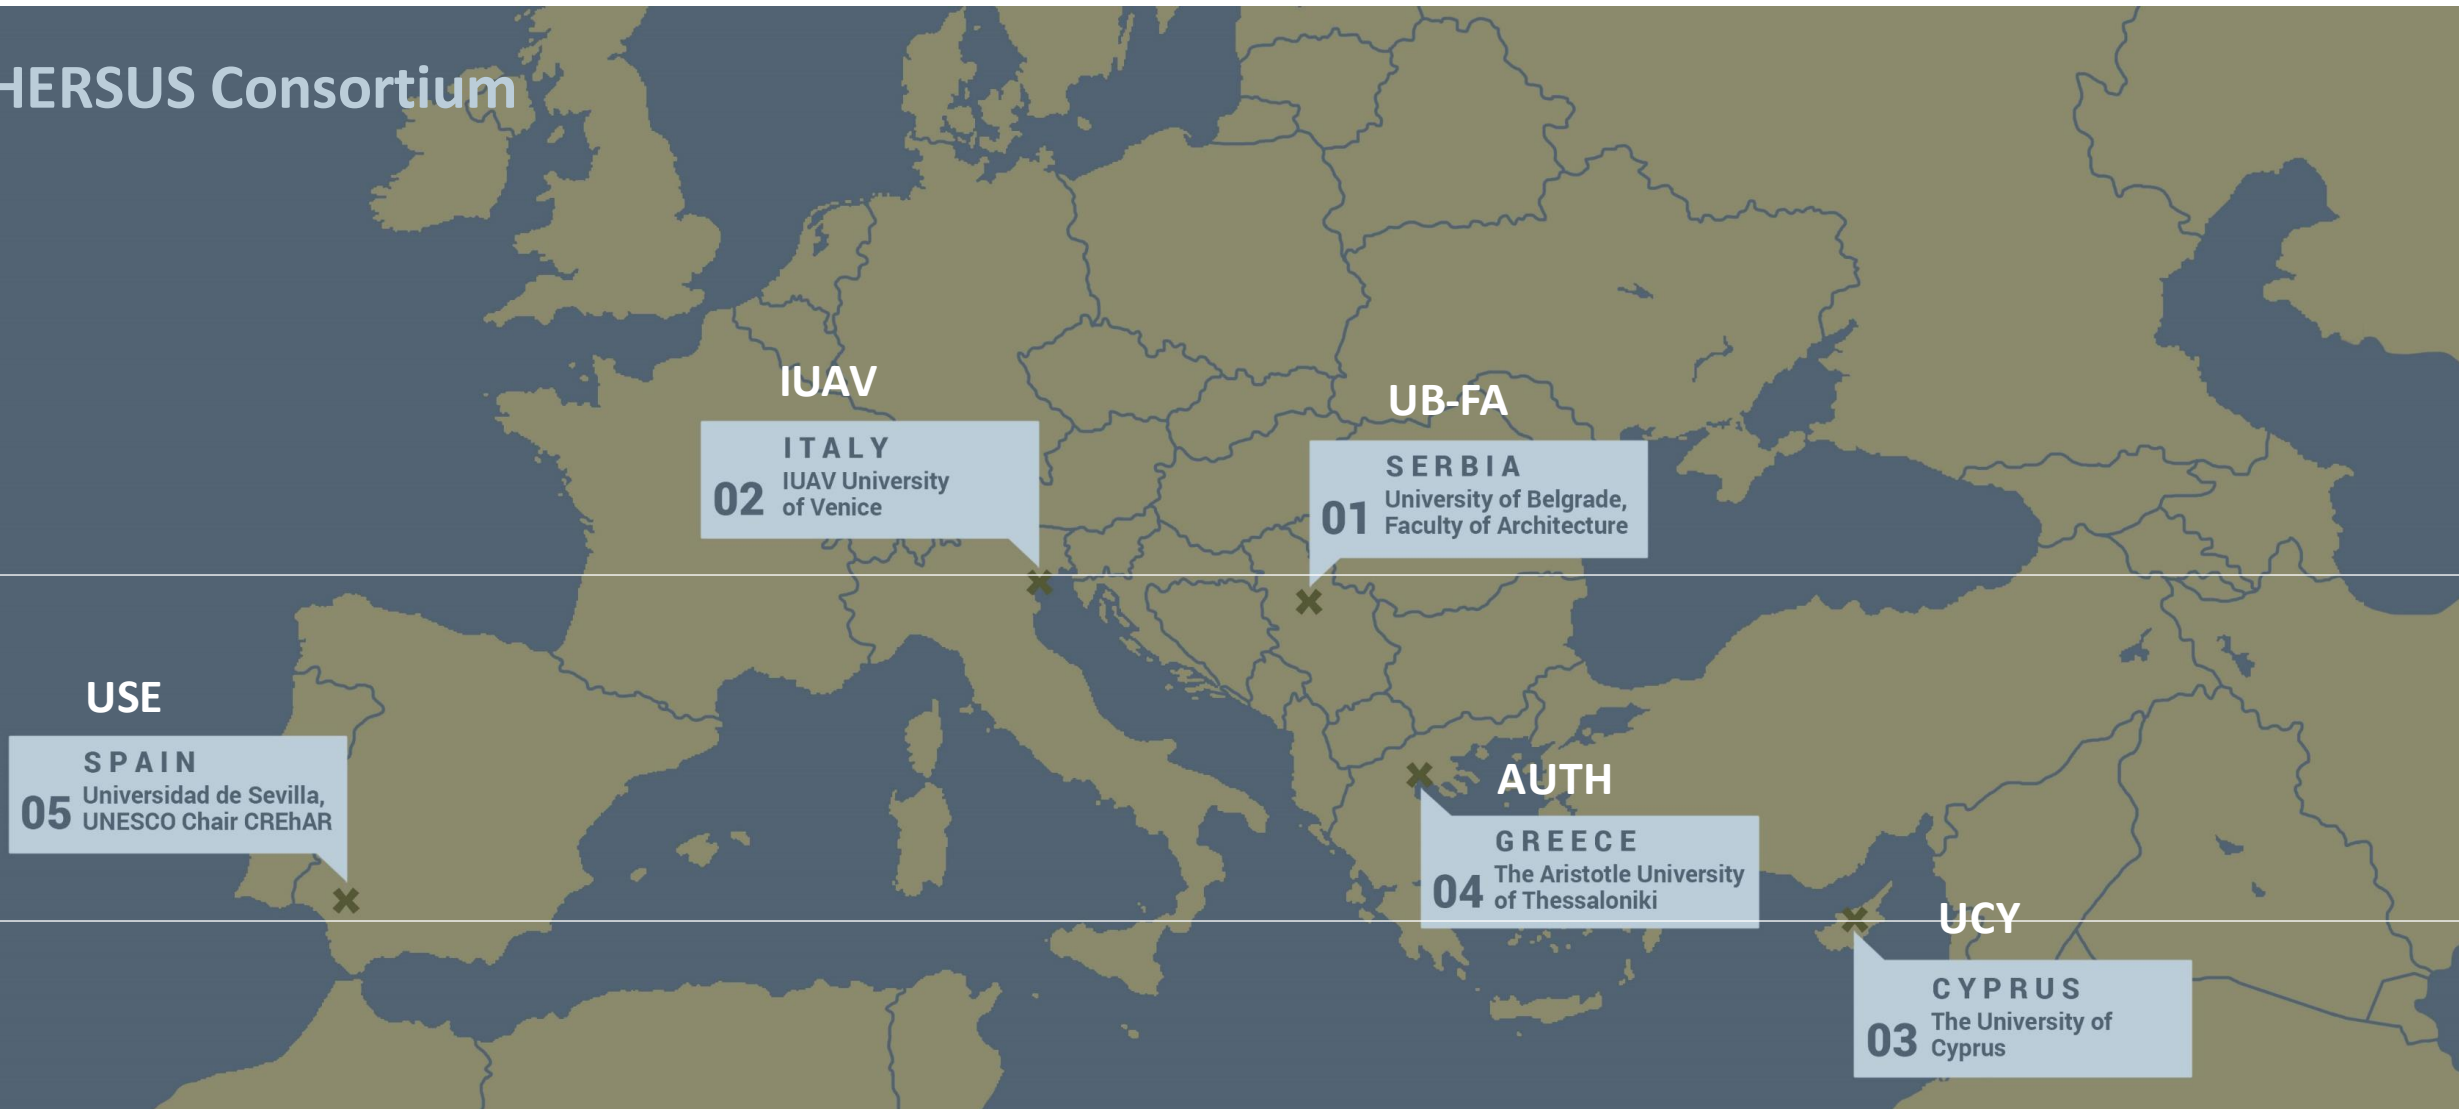 HERSUS Consortium
IUAV
ITALY
02
IUAV University
of Venice
UB-FA
SERBIA
01
University of Belgrade,
Faculty of Architecture
USE
SPAIN
05
Universidad de Sevilla,
UNESCO Chair CREhAR
AUTH
GREECE
04
The Aristotle University
of Thessaloniki
UCY
CYPRUS
03
The University of
Cyprus